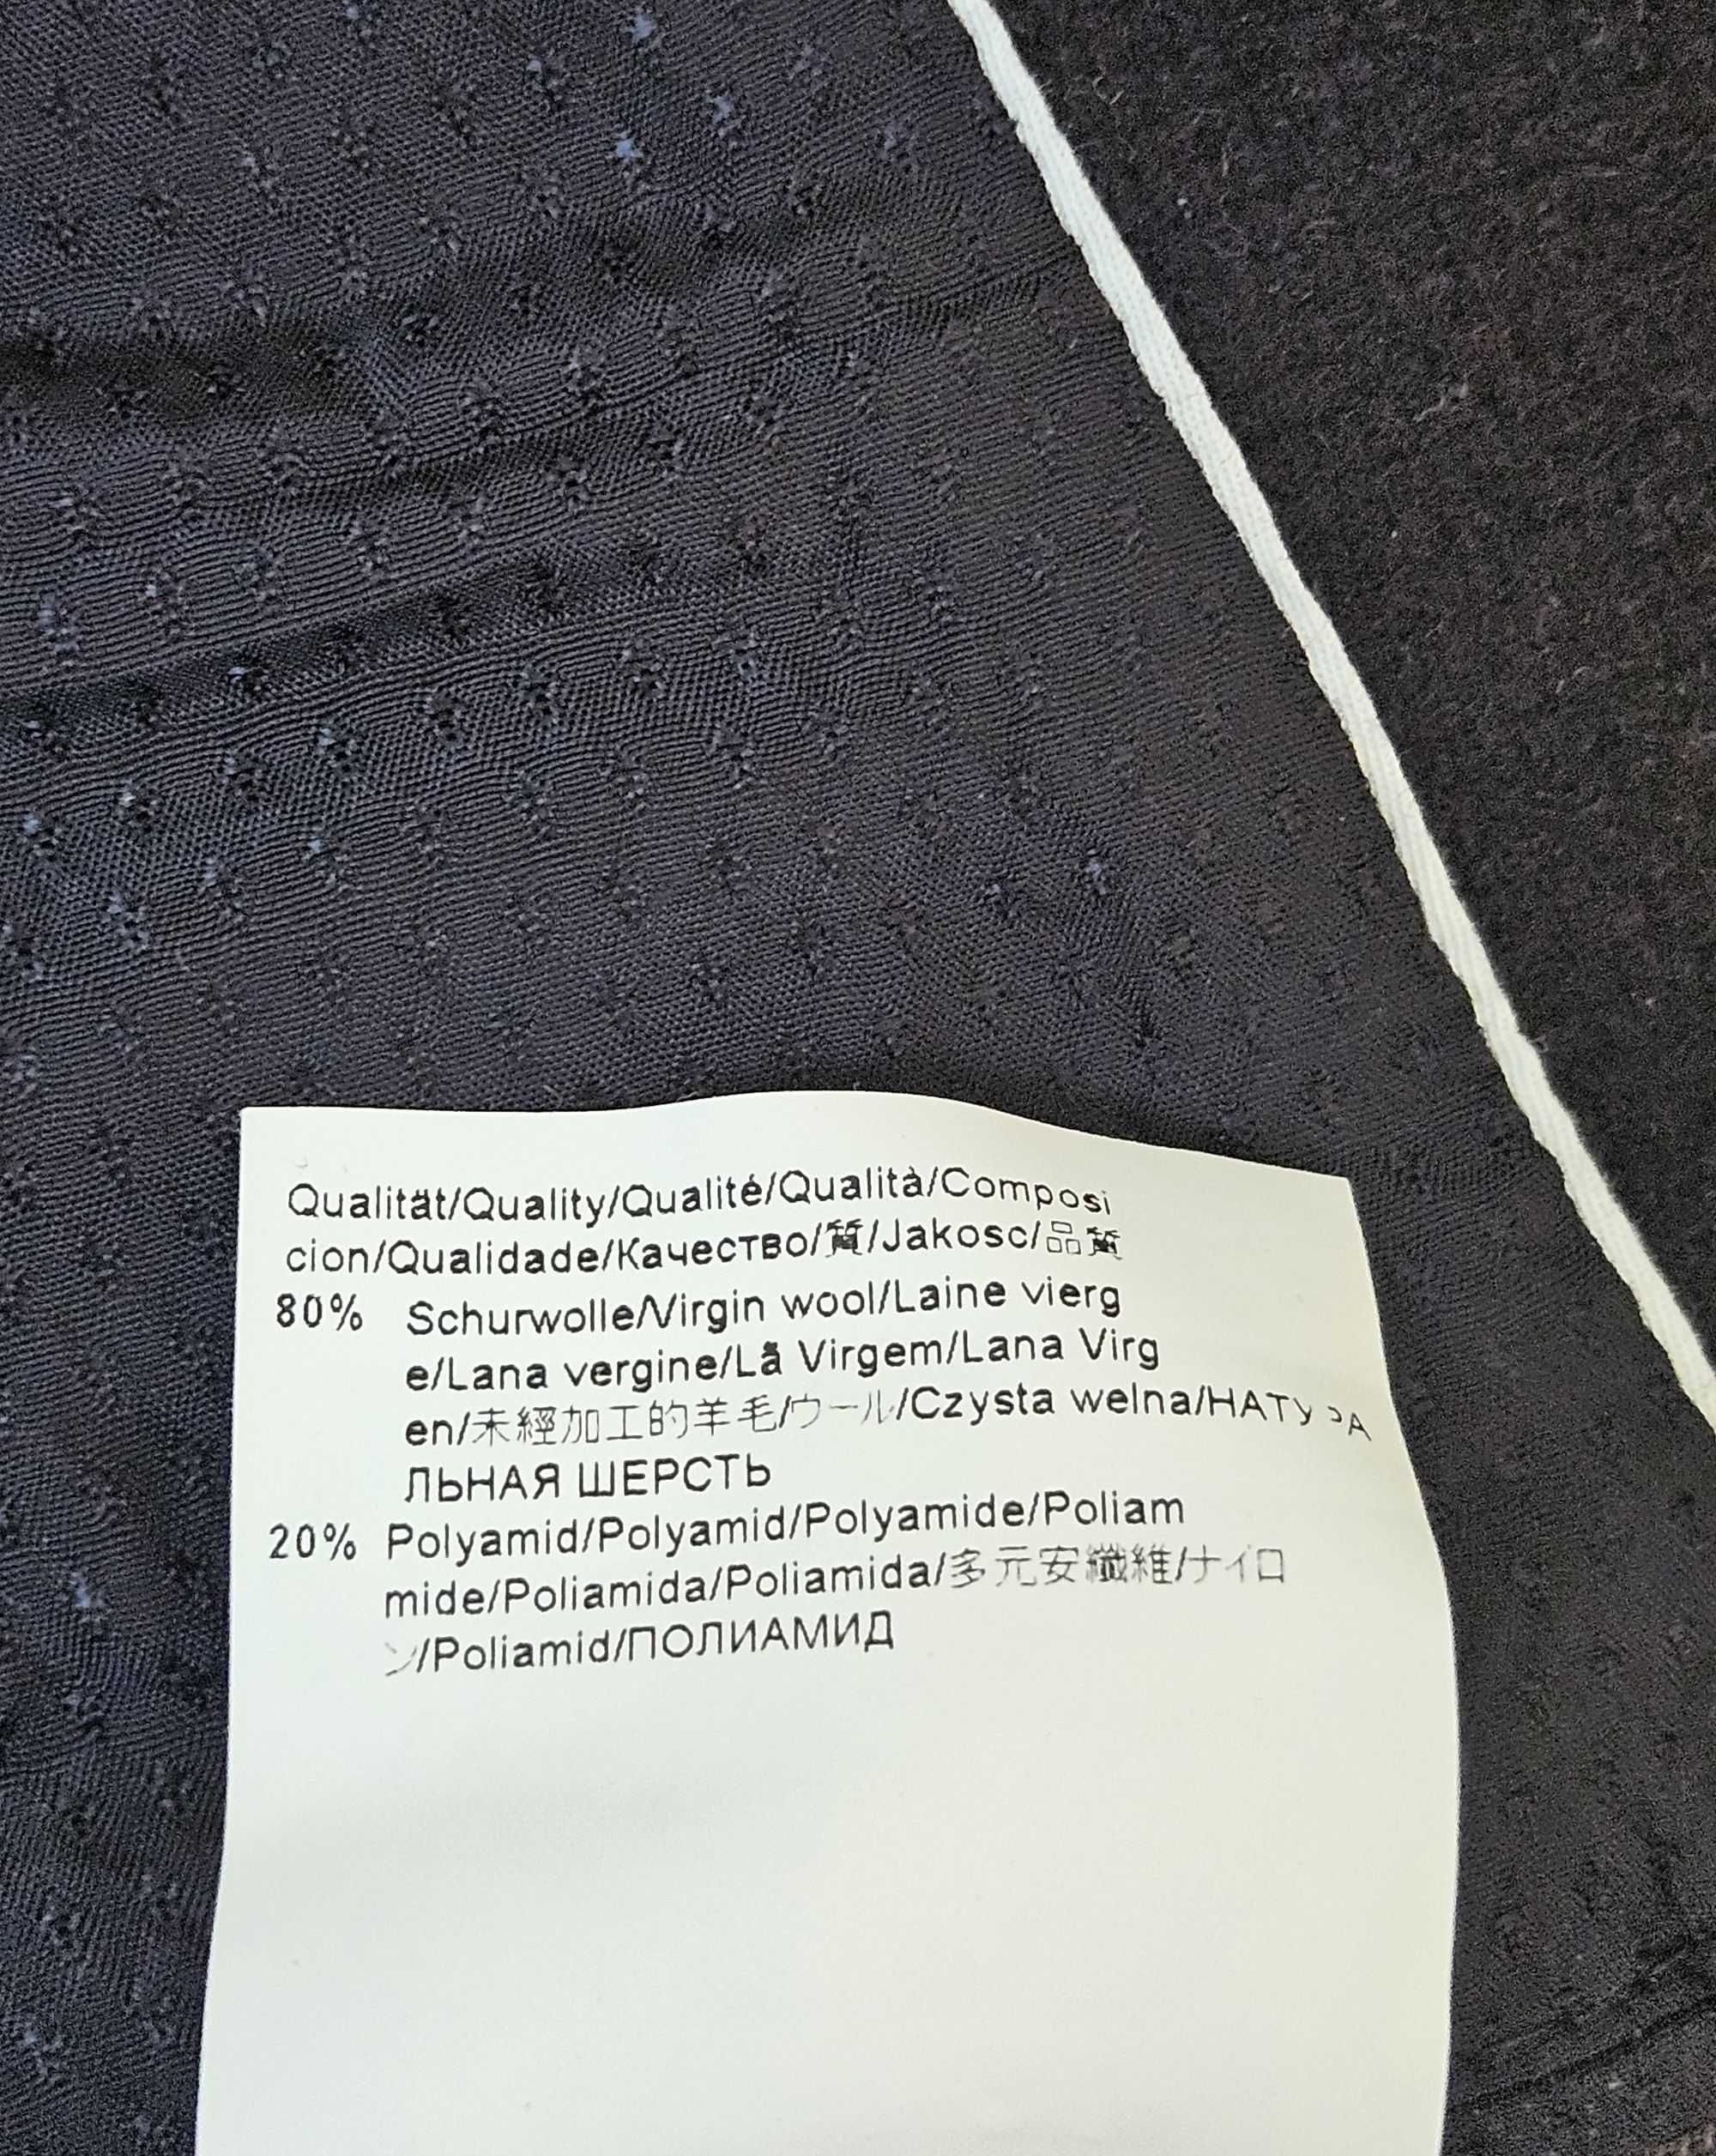 Qualität/Quality/Qualité/Qualità/Composi
cion/Qualidade/Качество/質/Jakosc/品質
80% Schurwolle/Virgin wool/Laine vierg
e/Lana vergine/Lã Virgem/Lana Virg
en/未經加工的羊毛/ウール/Czysta welna/НАТУРА
ЛЬНАЯ ШЕРСТЬ
20% Polyamid/Polyamid/Polyamide/Poliam
mide/Poliamida/Poliamida/多元安纖維/ナイロ
ン/Poliamid/ПОЛИАМИД